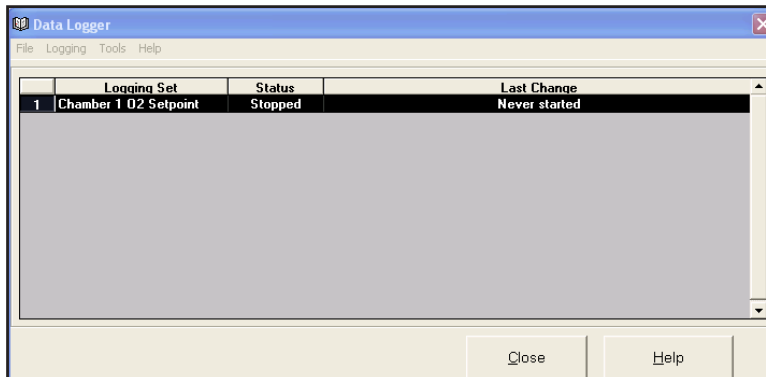 Data Logger
File Logging Tools Help
Logging Set Status Last Change
1 Chamber 1 O2 Setpoint Stopped Never started
Close Help